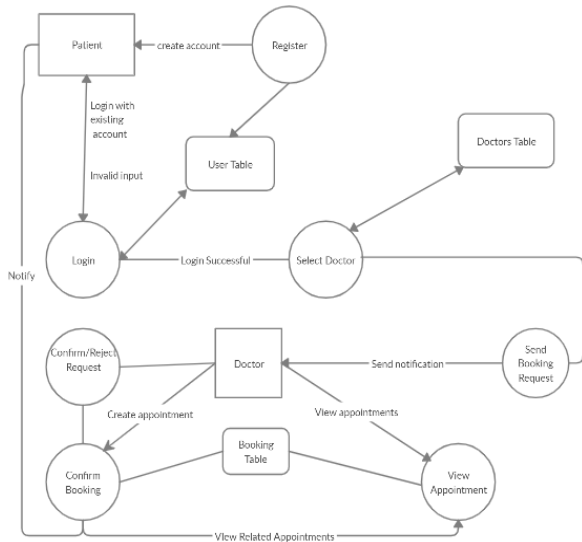 Patient
create account
Register
Login with
existing
account
Invalid input
User Table
Doctors Table
Login
Login Successful
Select Doctor
Notify
Confirm/Reject
Request
Doctor
Send notification
Send
Booking
Request
Create appointment
View appointments
Booking
Table
Confirm
Booking
View
Appointment
View Related Appointments